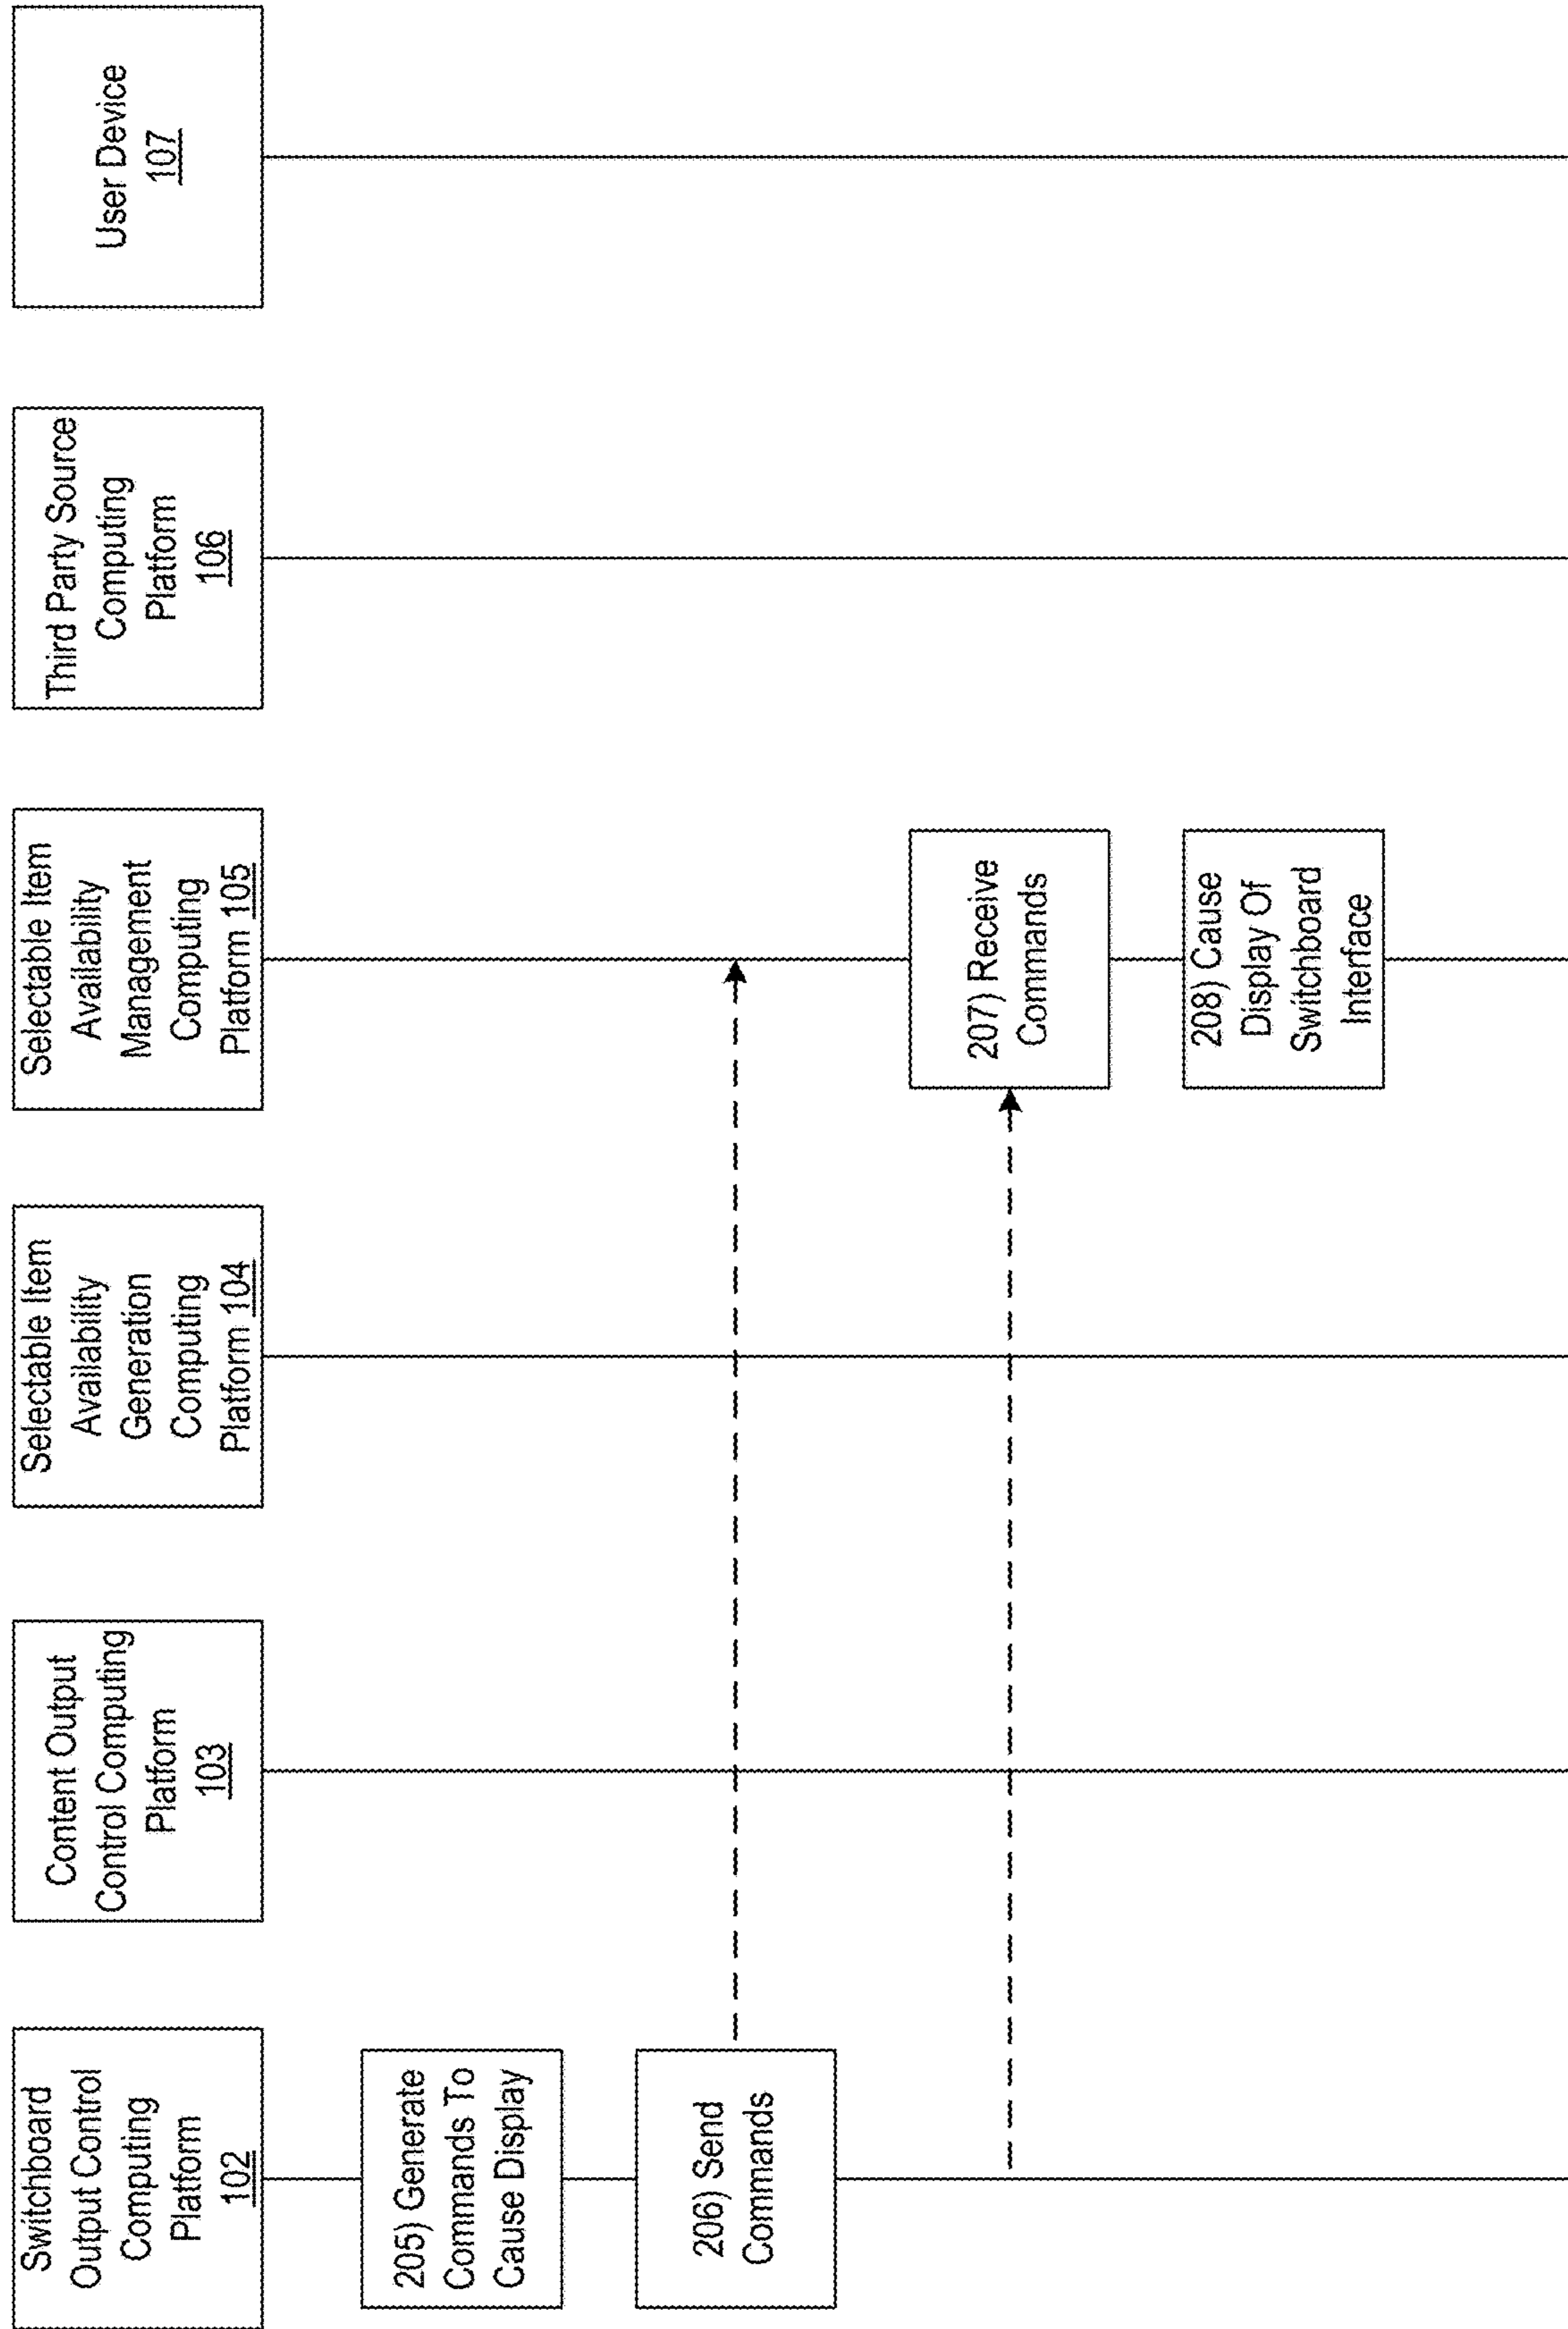 Switchboard
Output Control
Computing
Platform
102
Content Output
Control Computing
Platform
103
Selectable Item
Availability
Generation
Computing
Platform 104
Selectable Item
Availability
Management
Computing
Platform 105
Third Party Source
Computing
Platform
106
User Device
107
205) Generate
Commands To
Cause Display
206) Send
Commands
207) Receive
Commands
208) Cause
Display Of
Switchboard
Interface